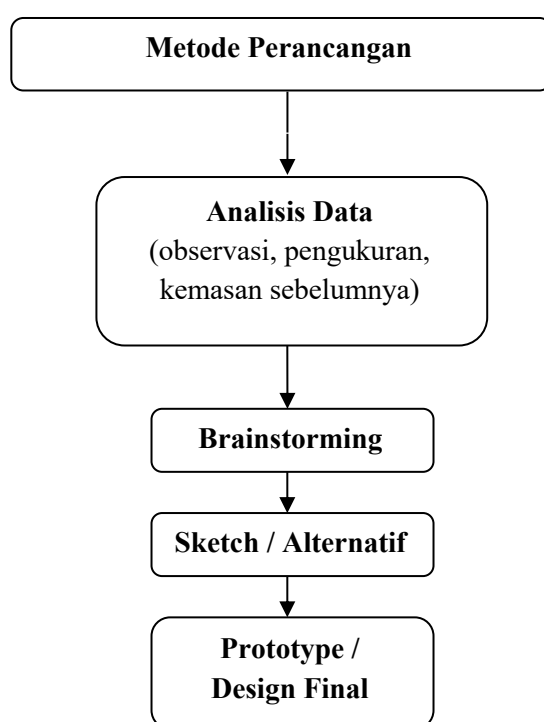 Metode Perancangan
Analisis Data
(observasi, pengukuran,
kemasan sebelumnya)
Brainstorming
Sketch / Alternatif
Prototype /
Design Final